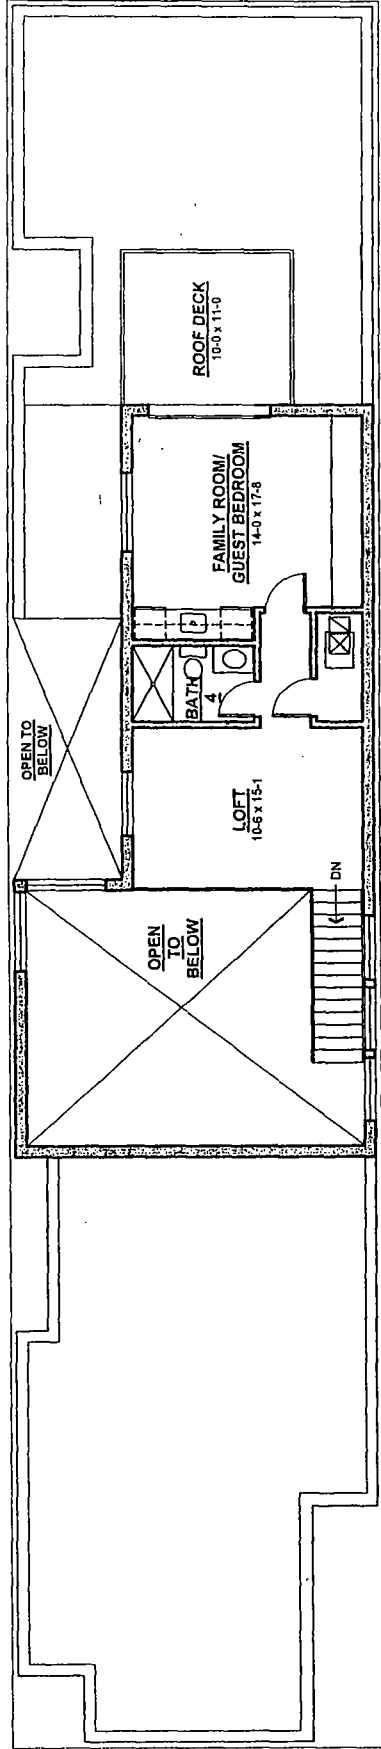 ROOF DECK
10-0 x 11-0
FAMILY ROOM/
GUEST BEDROOM
14-0 x 17-8
OPEN TO
BELOW
BATH
4
LOFT
10-6 x 15-1
DN
OPEN
TO
BELOW